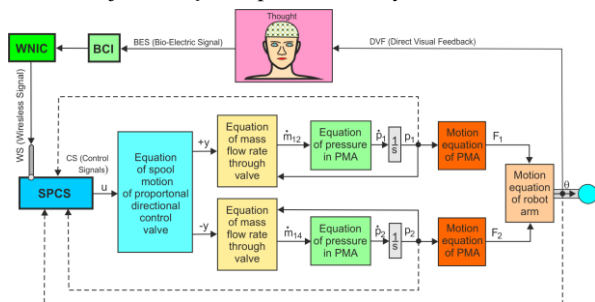 Thought
WNIC
BCI
BES (Bio-Electric Signal)
DVF (Direct Visual Feedback)
WS (Wiresless Signal)
CS (Control
Signals)
SPCS
u
Equation
of spool
motion
of proportonal
directional
control
valve
+y
Equation
of mass
flow rate
through
valve
ṁ12
Equation
of pressure
in PMA
ṗ1
1
s
p1
Motion
equation
of PMA
F1
-y
Equation
of mass
flow rate
through
valve
ṁ14
Equation
of pressure
in PMA
ṗ2
1
s
p2
Motion
equation
of PMA
F2
Motion
equation
of robot
arm
θ